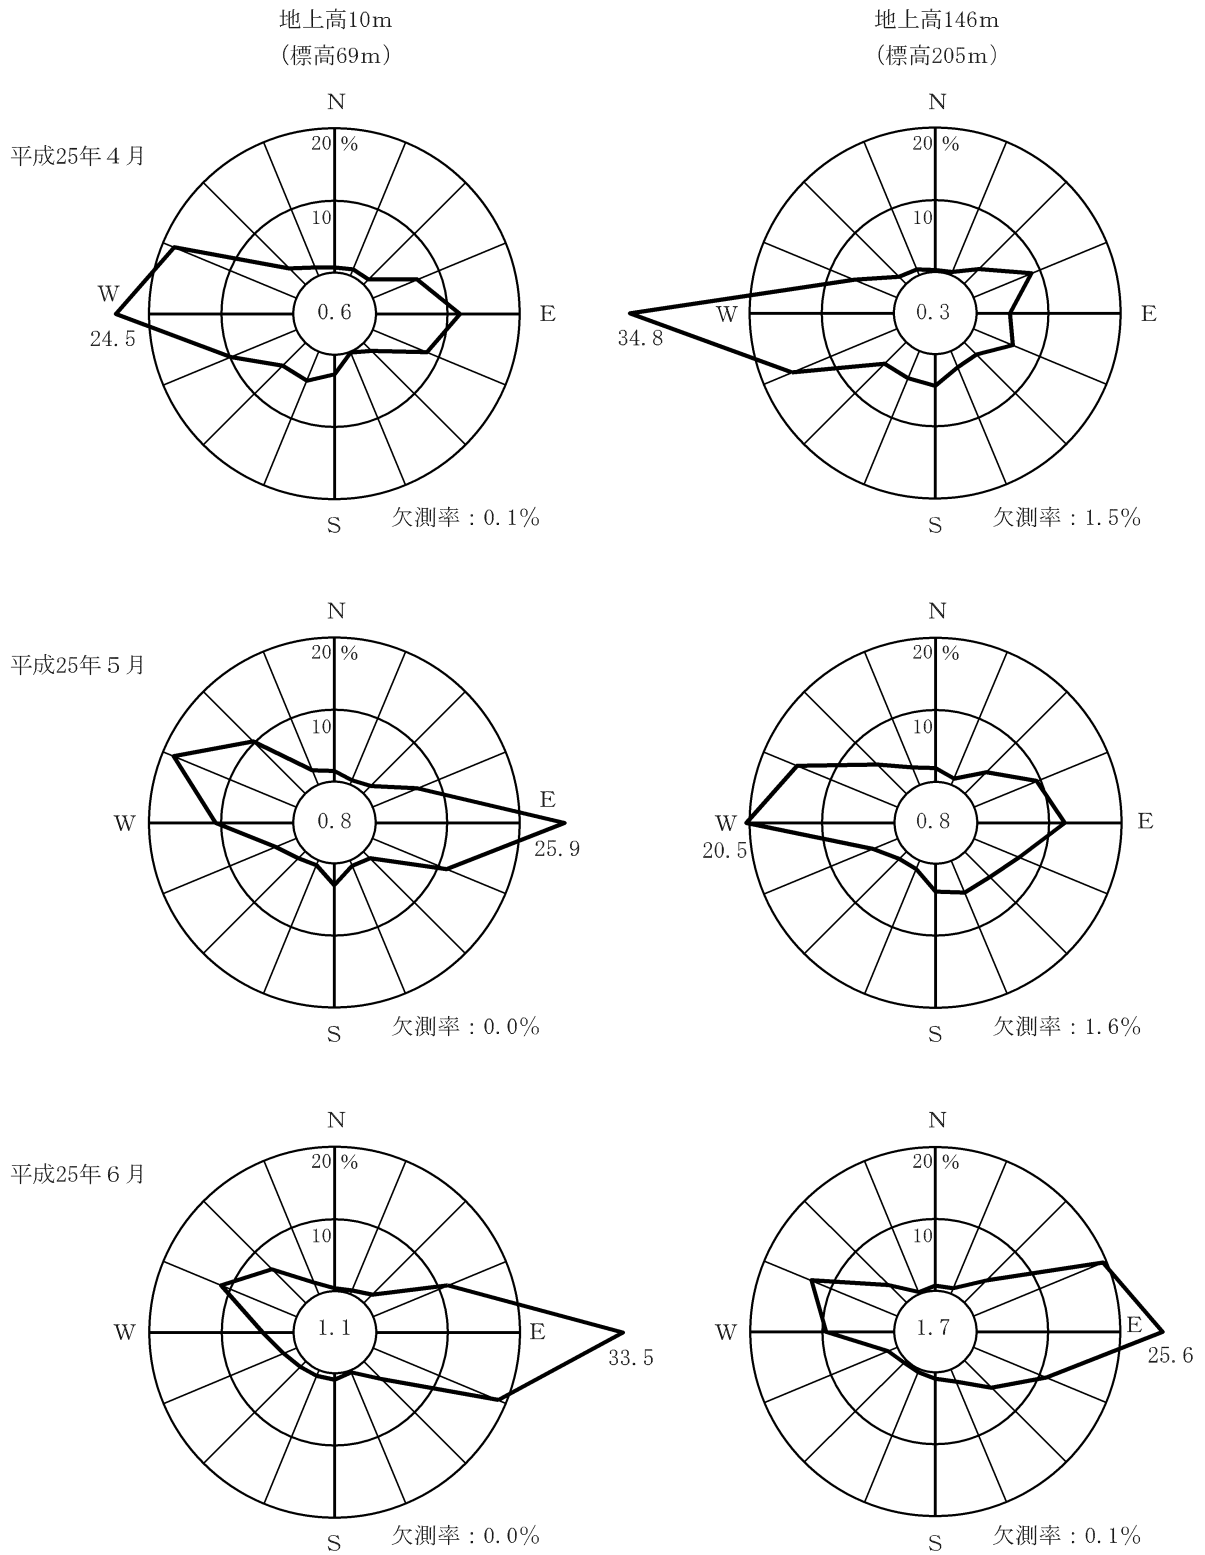 地上高10m
(標高69m)
地上高146m
(標高205m)
平成25年4月
N
20 %
10
W
24.5
0.6
E
S
欠測率：0.1%
N
20 %
10
W
34.8
0.3
E
S
欠測率：1.5%
平成25年5月
N
20 %
10
W
0.8
E
25.9
S
欠測率：0.0%
N
20 %
10
W
20.5
0.8
E
S
欠測率：1.6%
平成25年6月
N
20 %
10
W
1.1
E
33.5
S
欠測率：0.0%
N
20 %
10
W
1.7
E
25.6
S
欠測率：0.1%